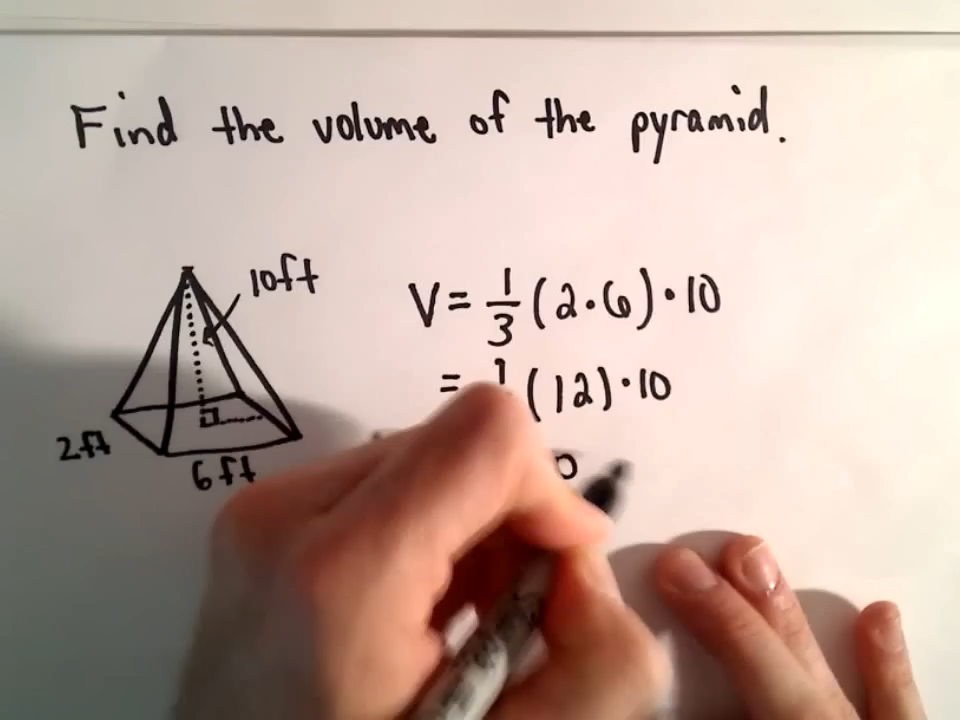 Find the volume of the pyramid.
10ft
V = 1/3 (2·6)·10
= (12)·10
2ft
6ft